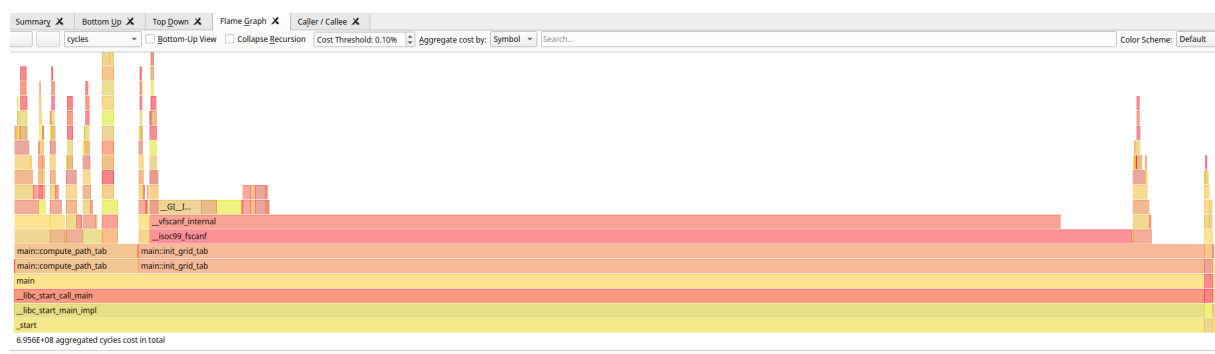 Summary Bottom Up Top Down Flame Graph Caller / Callee
cycles Bottom-Up View Collapse Recursion Cost Threshold: 0.10% Aggregate cost by: Symbol Search... Color Scheme: Default
__GI__I...
__vfscanf_internal
__isoc99_fscanf
main::compute_path_tab main::init_grid_tab
main::compute_path_tab main::init_grid_tab
main
__libc_start_call_main
__libc_start_main_impl
_start
6.956E+08 aggregated cycles cost in total